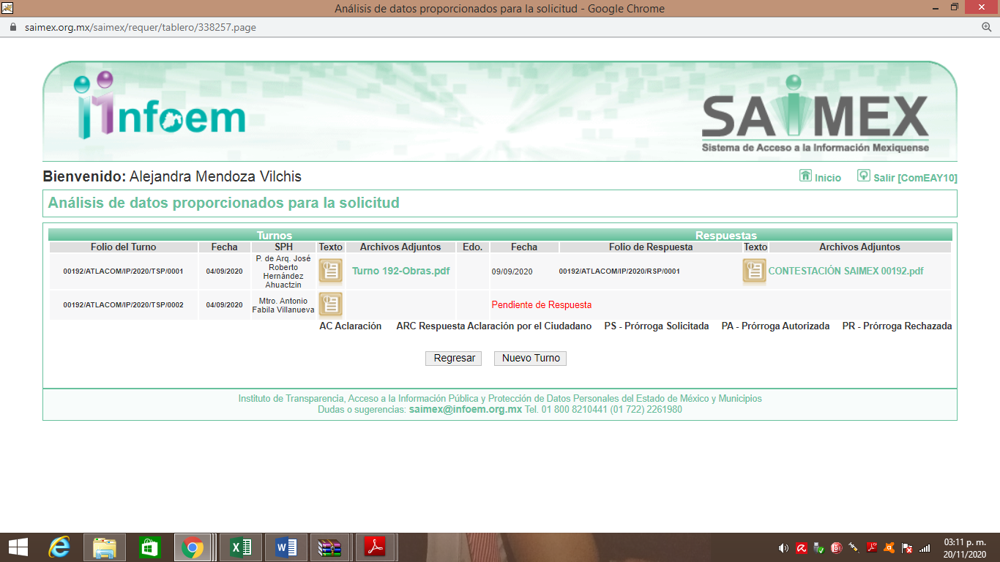 Análisis de datos proporcionados para la solicitud - Google Chrome
saimex.org.mx/saimex/requer/tablero/338257.page
infoem
SAIMEX
Sistema de Acceso a la Información Mexiquense
Bienvenido: Alejandra Mendoza Vilchis
Inicio Salir [ComEAY10]
Análisis de datos proporcionados para la solicitud
Turnos Respuestas
Folio del Turno Fecha SPH Texto Archivos Adjuntos Edo. Fecha Folio de Respuesta Texto Archivos Adjuntos
00192/ATLACOM/IP/2020/TSP/0001 04/09/2020 P. de Arq. José Roberto Hernández Ahuactzin Turno 192-Obras.pdf 09/09/2020 00192/ATLACOM/IP/2020/RSP/0001 CONTESTACIÓN SAIMEX 00192.pdf
00192/ATLACOM/IP/2020/TSP/0002 04/09/2020 Mtro. Antonio Fabila Villanueva Pendiente de Respuesta
AC Aclaración ARC Respuesta Aclaración por el Ciudadano PS - Prórroga Solicitada PA - Prórroga Autorizada PR - Prórroga Rechazada
Regresar Nuevo Turno
Instituto de Transparencia, Acceso a la Información Pública y Protección de Datos Personales del Estado de México y Municipios
Dudas o sugerencias: saimex@infoem.org.mx Tel. 01 800 8210441 (01 722) 2261980
03:11 p. m.
20/11/2020